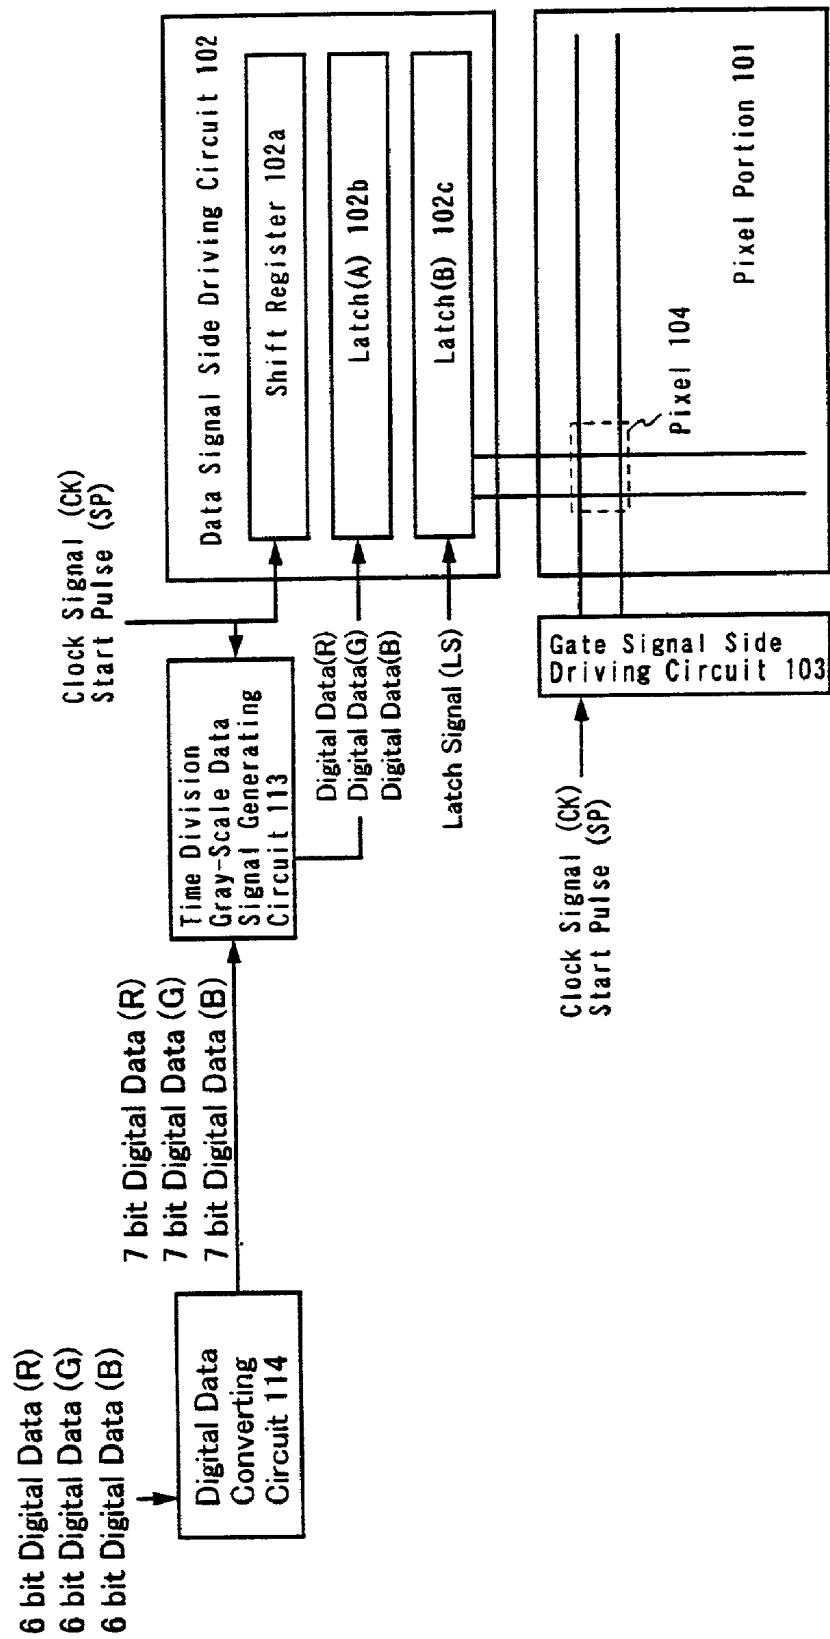 6 bit Digital Data (R)
6 bit Digital Data (G)
6 bit Digital Data (B)
Digital Data
Converting
Circuit 114
7 bit Digital Data (R)
7 bit Digital Data (G)
7 bit Digital Data (B)
Time Division
Gray-Scale Data
Signal Generating
Circuit 113
Clock Signal (CK)
Start Pulse (SP)
Digital Data(R)
Digital Data(G)
Digital Data(B)
Latch Signal (LS)
Data Signal Side Driving Circuit 102
Shift Register 102a
Latch(A) 102b
Latch(B) 102c
Clock Signal (CK)
Start Pulse (SP)
Gate Signal Side
Driving Circuit 103
Pixel 104
Pixel Portion 101